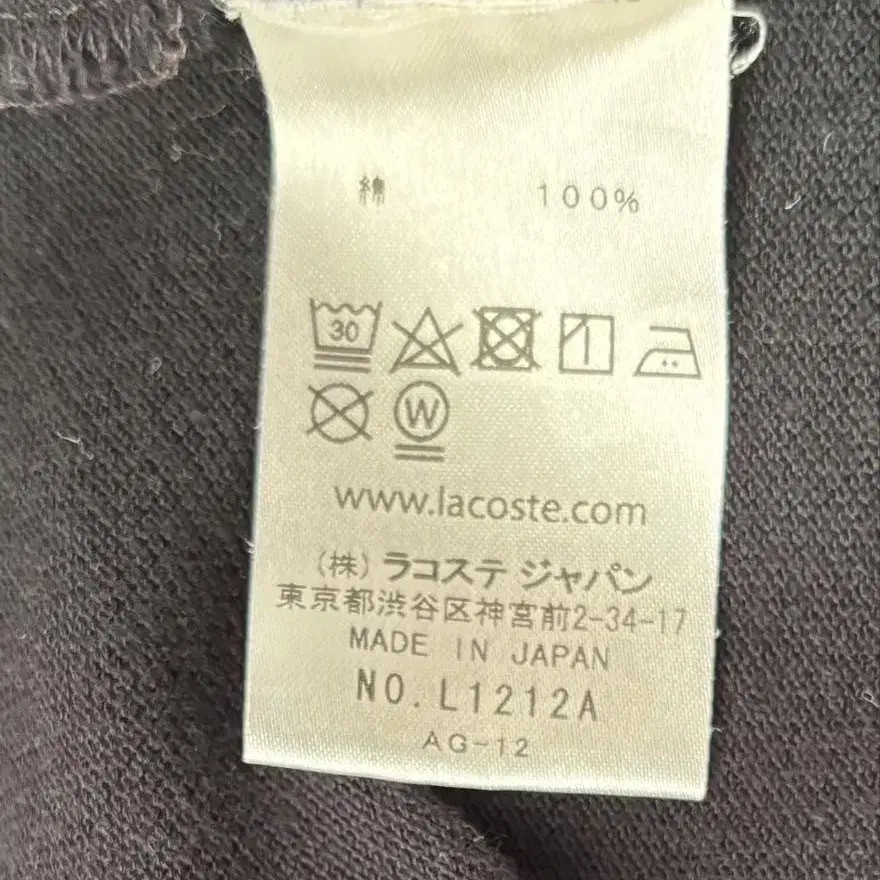 綿 100%
30
W
www.lacoste.com
(株) ラコステ ジャパン
東京都渋谷区神宮前2-34-17
MADE IN JAPAN
NO.L1212A
AG-12